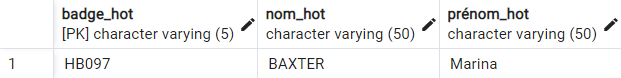 badge_hot nom_hot prénom_hot
[PK] character varying (5) character varying (50) character varying (50)
1 HB097 BAXTER Marina